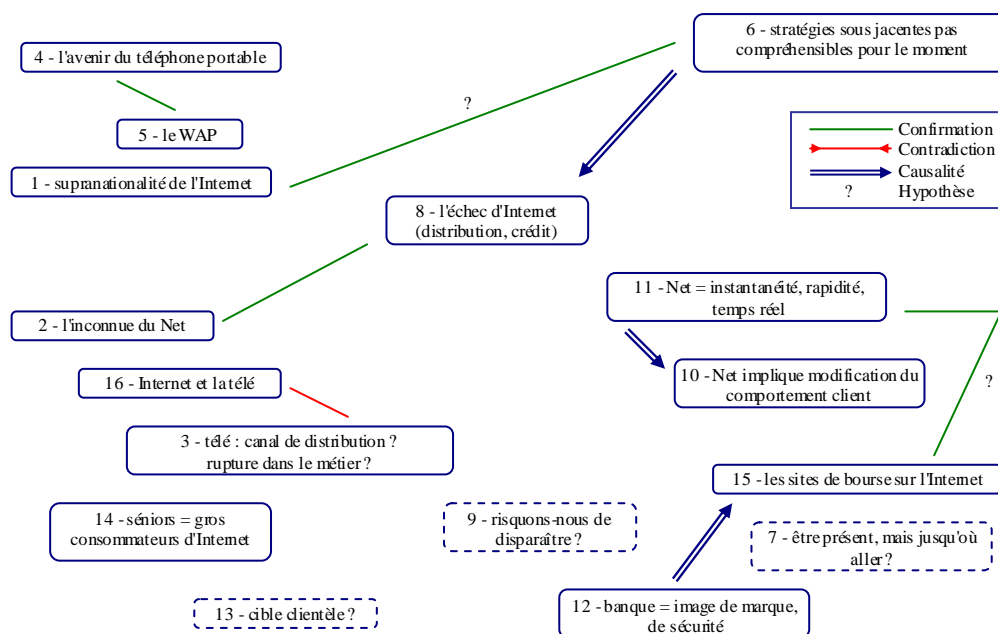 6 - stratégies sous jacentes pas
compréhensibles pour le moment
4 - l'avenir du téléphone portable
?
5 - le WAP
Confirmation
Contradiction
Causalité
? Hypothèse
1 - supranationalité de l'Internet
8 - l'échec d'Internet
(distribution, crédit)
11 - Net = instantanéité, rapidité,
temps réel
2 - l'inconnue du Net
16 - Internet et la télé
10 - Net implique modification du
comportement client
?
3 - télé : canal de distribution ?
rupture dans le métier ?
15 - les sites de bourse sur l'Internet
14 - séniors = gros
consommateurs d'Internet
9 - risquons-nous de
disparaître ?
7 - être présent, mais jusqu'où
aller ?
13 - cible clientèle ?
12 - banque = image de marque,
de sécurité